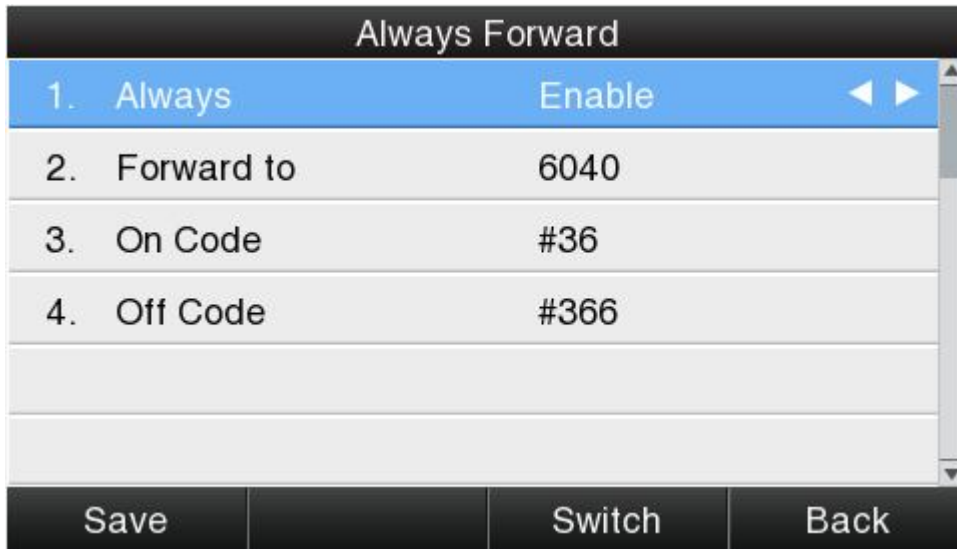 Always Forward
1. Always Enable
2. Forward to 6040
3. On Code #36
4. Off Code #366
Save Switch Back